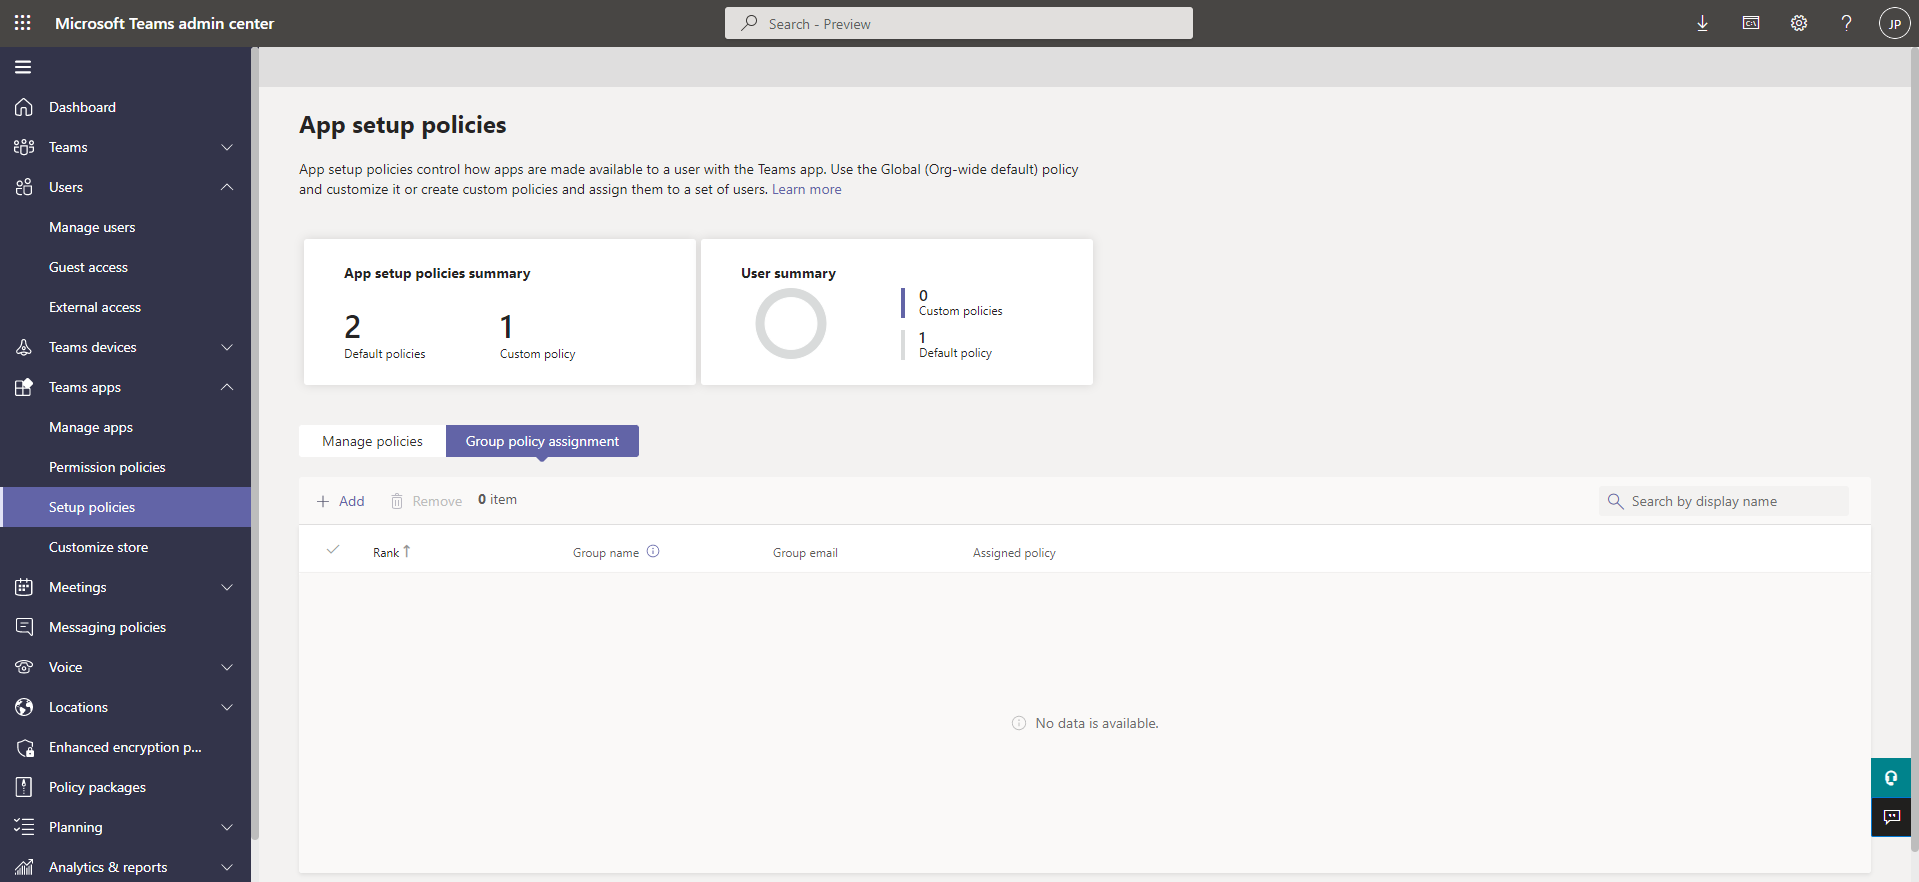 Microsoft Teams admin center
Search - Preview
C:\
JP
Dashboard
Teams
Users
Manage users
Guest access
External access
Teams devices
Teams apps
Manage apps
Permission policies
Setup policies
Customize store
Meetings
Messaging policies
Voice
Locations
Enhanced encryption p...
Policy packages
Planning
Analytics & reports
App setup policies
App setup policies control how apps are made available to a user with the Teams app. Use the Global (Org-wide default) policy
and customize it or create custom policies and assign them to a set of users. Learn more
App setup policies summary
2
Default policies
1
Custom policy
User summary
0
Custom policies
1
Default policy
Manage policies
Group policy assignment
Add
Remove
0 item
Search by display name
Rank
Group name
Group email
Assigned policy
No data is available.